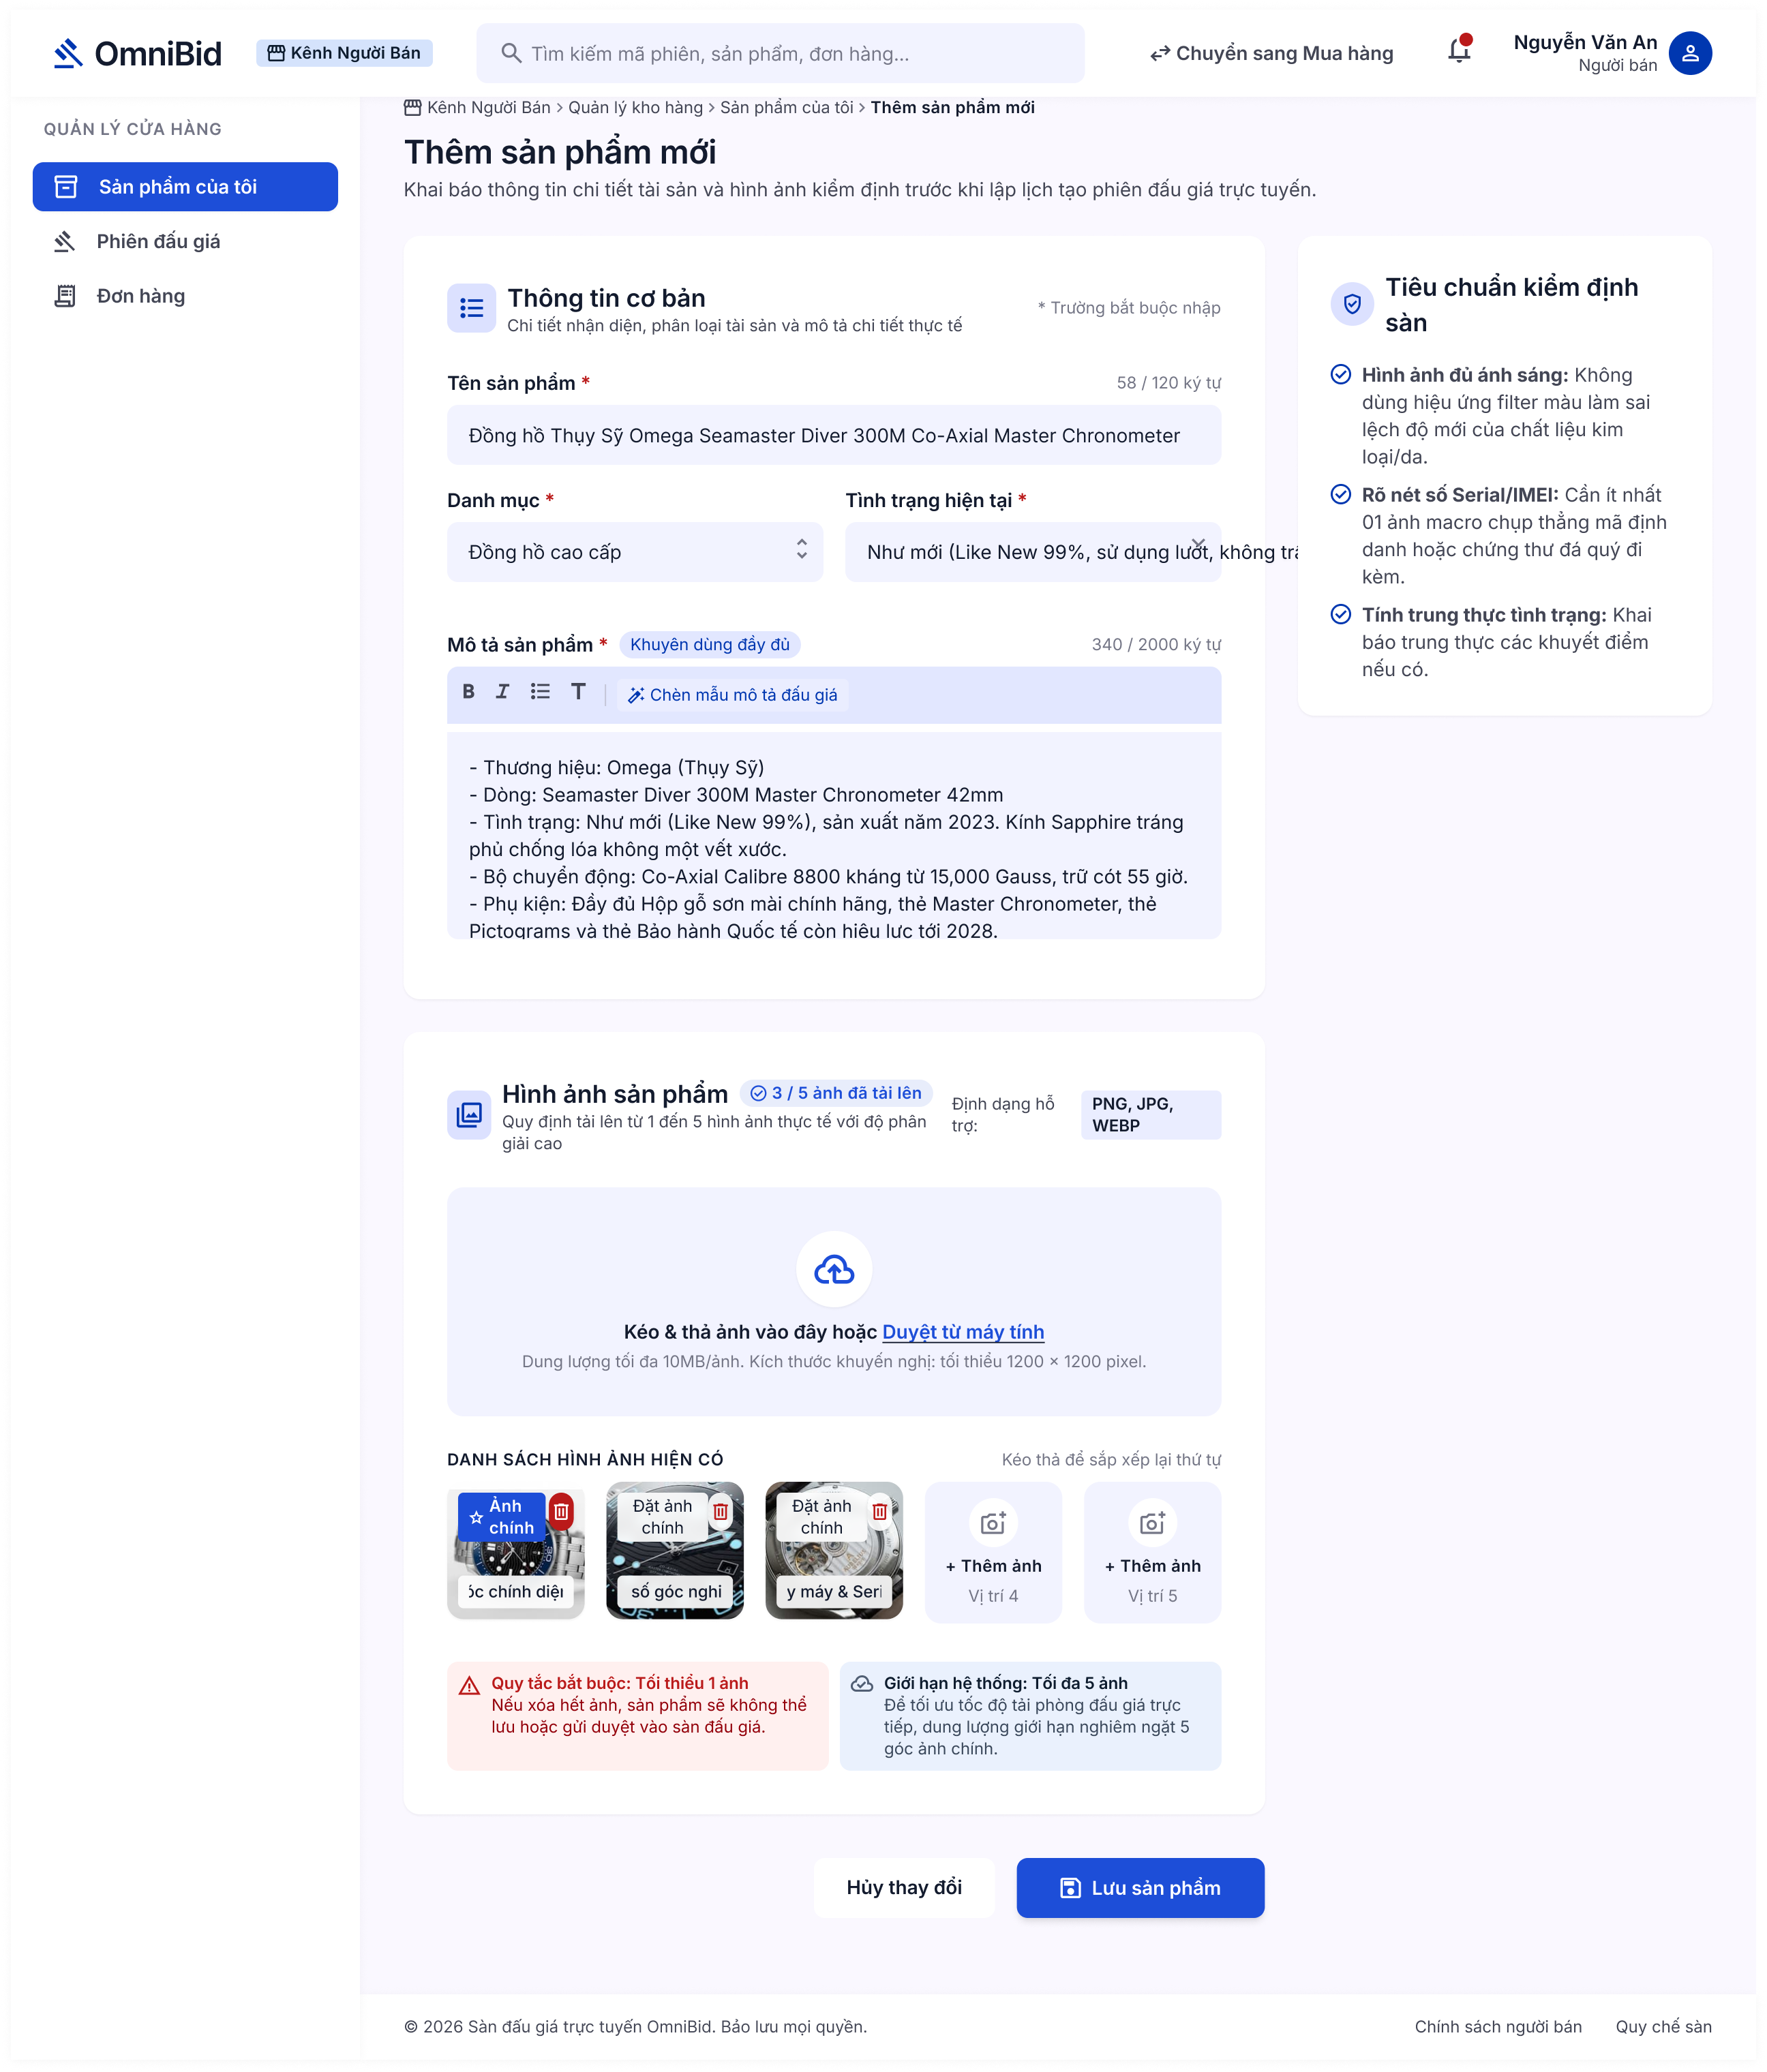 OmniBid
Kênh Người Bán
Tìm kiếm mã phiên, sản phẩm, đơn hàng...
Chuyển sang Mua hàng
Nguyễn Văn An
Người bán
QUẢN LÝ CỬA HÀNG
Sản phẩm của tôi
Phiên đấu giá
Đơn hàng
Kênh Người Bán › Quản lý kho hàng › Sản phẩm của tôi › Thêm sản phẩm mới
Thêm sản phẩm mới
Khai báo thông tin chi tiết tài sản và hình ảnh kiểm định trước khi lập lịch tạo phiên đấu giá trực tuyến.
Thông tin cơ bản
Chi tiết nhận diện, phân loại tài sản và mô tả chi tiết thực tế
* Trường bắt buộc nhập
Tên sản phẩm *
58 / 120 ký tự
Đồng hồ Thụy Sỹ Omega Seamaster Diver 300M Co-Axial Master Chronometer
Danh mục *
Đồng hồ cao cấp
Tình trạng hiện tại *
Như mới (Like New 99%, sử dụng lướt, không
Mô tả sản phẩm *
Khuyên dùng đầy đủ
340 / 2000 ký tự
B I T
Chèn mẫu mô tả đấu giá
- Thương hiệu: Omega (Thụy Sỹ)
- Dòng: Seamaster Diver 300M Master Chronometer 42mm
- Tình trạng: Như mới (Like New 99%), sản xuất năm 2023. Kính Sapphire tráng
phủ chống lóa không một vết xước.
- Bộ chuyển động: Co-Axial Calibre 8800 kháng từ 15,000 Gauss, trữ cót 55 giờ.
- Phụ kiện: Đầy đủ Hộp gỗ sơn mài chính hãng, thẻ Master Chronometer, thẻ
Pictograms và thẻ Bảo hành Quốc tế còn hiệu lực tới 2028.
Tiêu chuẩn kiểm định
sàn
Hình ảnh đủ ánh sáng: Không
dùng hiệu ứng filter màu làm sai
lệch độ mới của chất liệu kim
loại/da.
Rõ nét số Serial/IMEI: Cần ít nhất
01 ảnh macro chụp thẳng mã định
danh hoặc chứng thư đá quý đi
kèm.
Tính trung thực tình trạng: Khai
báo trung thực các khuyết điểm
nếu có.
Hình ảnh sản phẩm
3 / 5 ảnh đã tải lên
Quy định tải lên từ 1 đến 5 hình ảnh thực tế với độ phân
giải cao
Định dạng hỗ
trợ:
PNG, JPG,
WEBP
Kéo & thả ảnh vào đây hoặc Duyệt từ máy tính
Dung lượng tối đa 10MB/ảnh. Kích thước khuyến nghị: tối thiểu 1200 × 1200 pixel.
DANH SÁCH HÌNH ẢNH HIỆN CÓ
Kéo thả để sắp xếp lại thứ tự
Ảnh
chính
chính diện
Đặt ảnh
chính
số góc nghi
Đặt ảnh
chính
y máy & Seri
+ Thêm ảnh
Vị trí 4
+ Thêm ảnh
Vị trí 5
Quy tắc bắt buộc: Tối thiểu 1 ảnh
Nếu xóa hết ảnh, sản phẩm sẽ không thể
lưu hoặc gửi duyệt vào sàn đấu giá.
Giới hạn hệ thống: Tối đa 5 ảnh
Để tối ưu tốc độ tải phòng đấu giá trực
tiếp, dung lượng giới hạn nghiêm ngặt 5
góc ảnh chính.
Hủy thay đổi
Lưu sản phẩm
© 2026 Sàn đấu giá trực tuyến OmniBid. Bảo lưu mọi quyền.
Chính sách người bán
Quy chế sàn